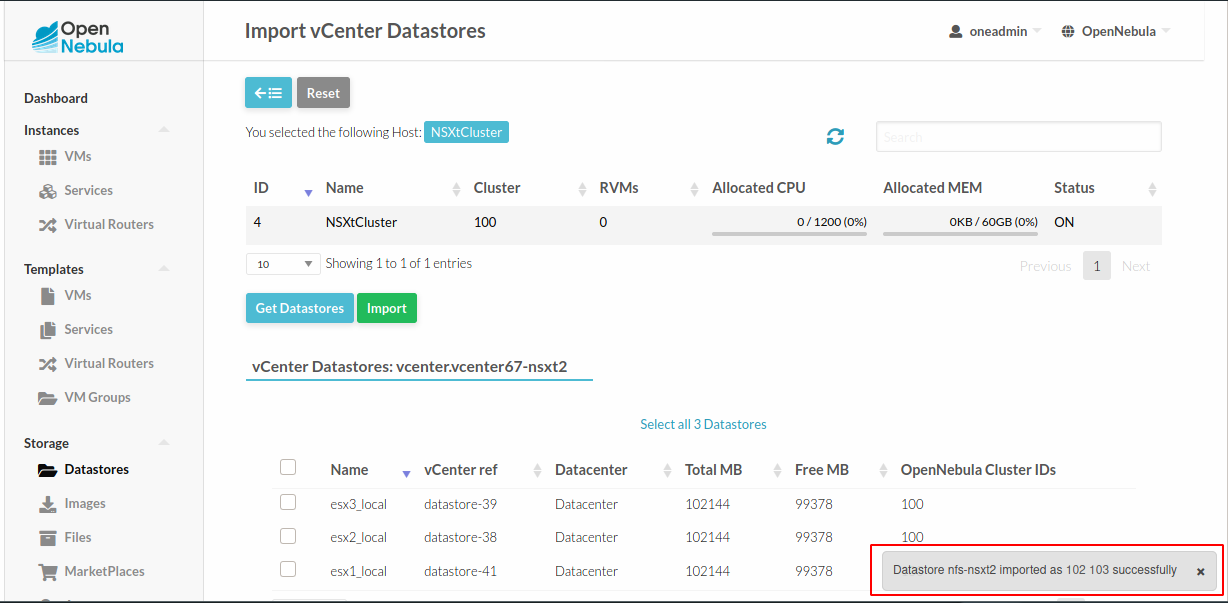 Open
Nebula
Import vCenter Datastores
oneadmin
OpenNebula
Dashboard
Instances
VMs
Services
Virtual Routers
Templates
VMs
Services
Virtual Routers
VM Groups
Storage
Datastores
Images
Files
MarketPlaces
Reset
You selected the following Host: NSXtCluster
Search
ID Name Cluster RVMs Allocated CPU Allocated MEM Status
4 NSXtCluster 100 0 0 / 1200 (0%) 0KB / 60GB (0%) ON
10 Showing 1 to 1 of 1 entries
Previous 1 Next
Get Datastores Import
vCenter Datastores: vcenter.vcenter67-nsxt2
Select all 3 Datastores
Name vCenter ref Datacenter Total MB Free MB OpenNebula Cluster IDs
esx3_local datastore-39 Datacenter 102144 99378 100
esx2_local datastore-38 Datacenter 102144 99378 100
esx1_local datastore-41 Datacenter 102144 99378
Datastore nfs-nsxt2 imported as 102 103 successfully ×